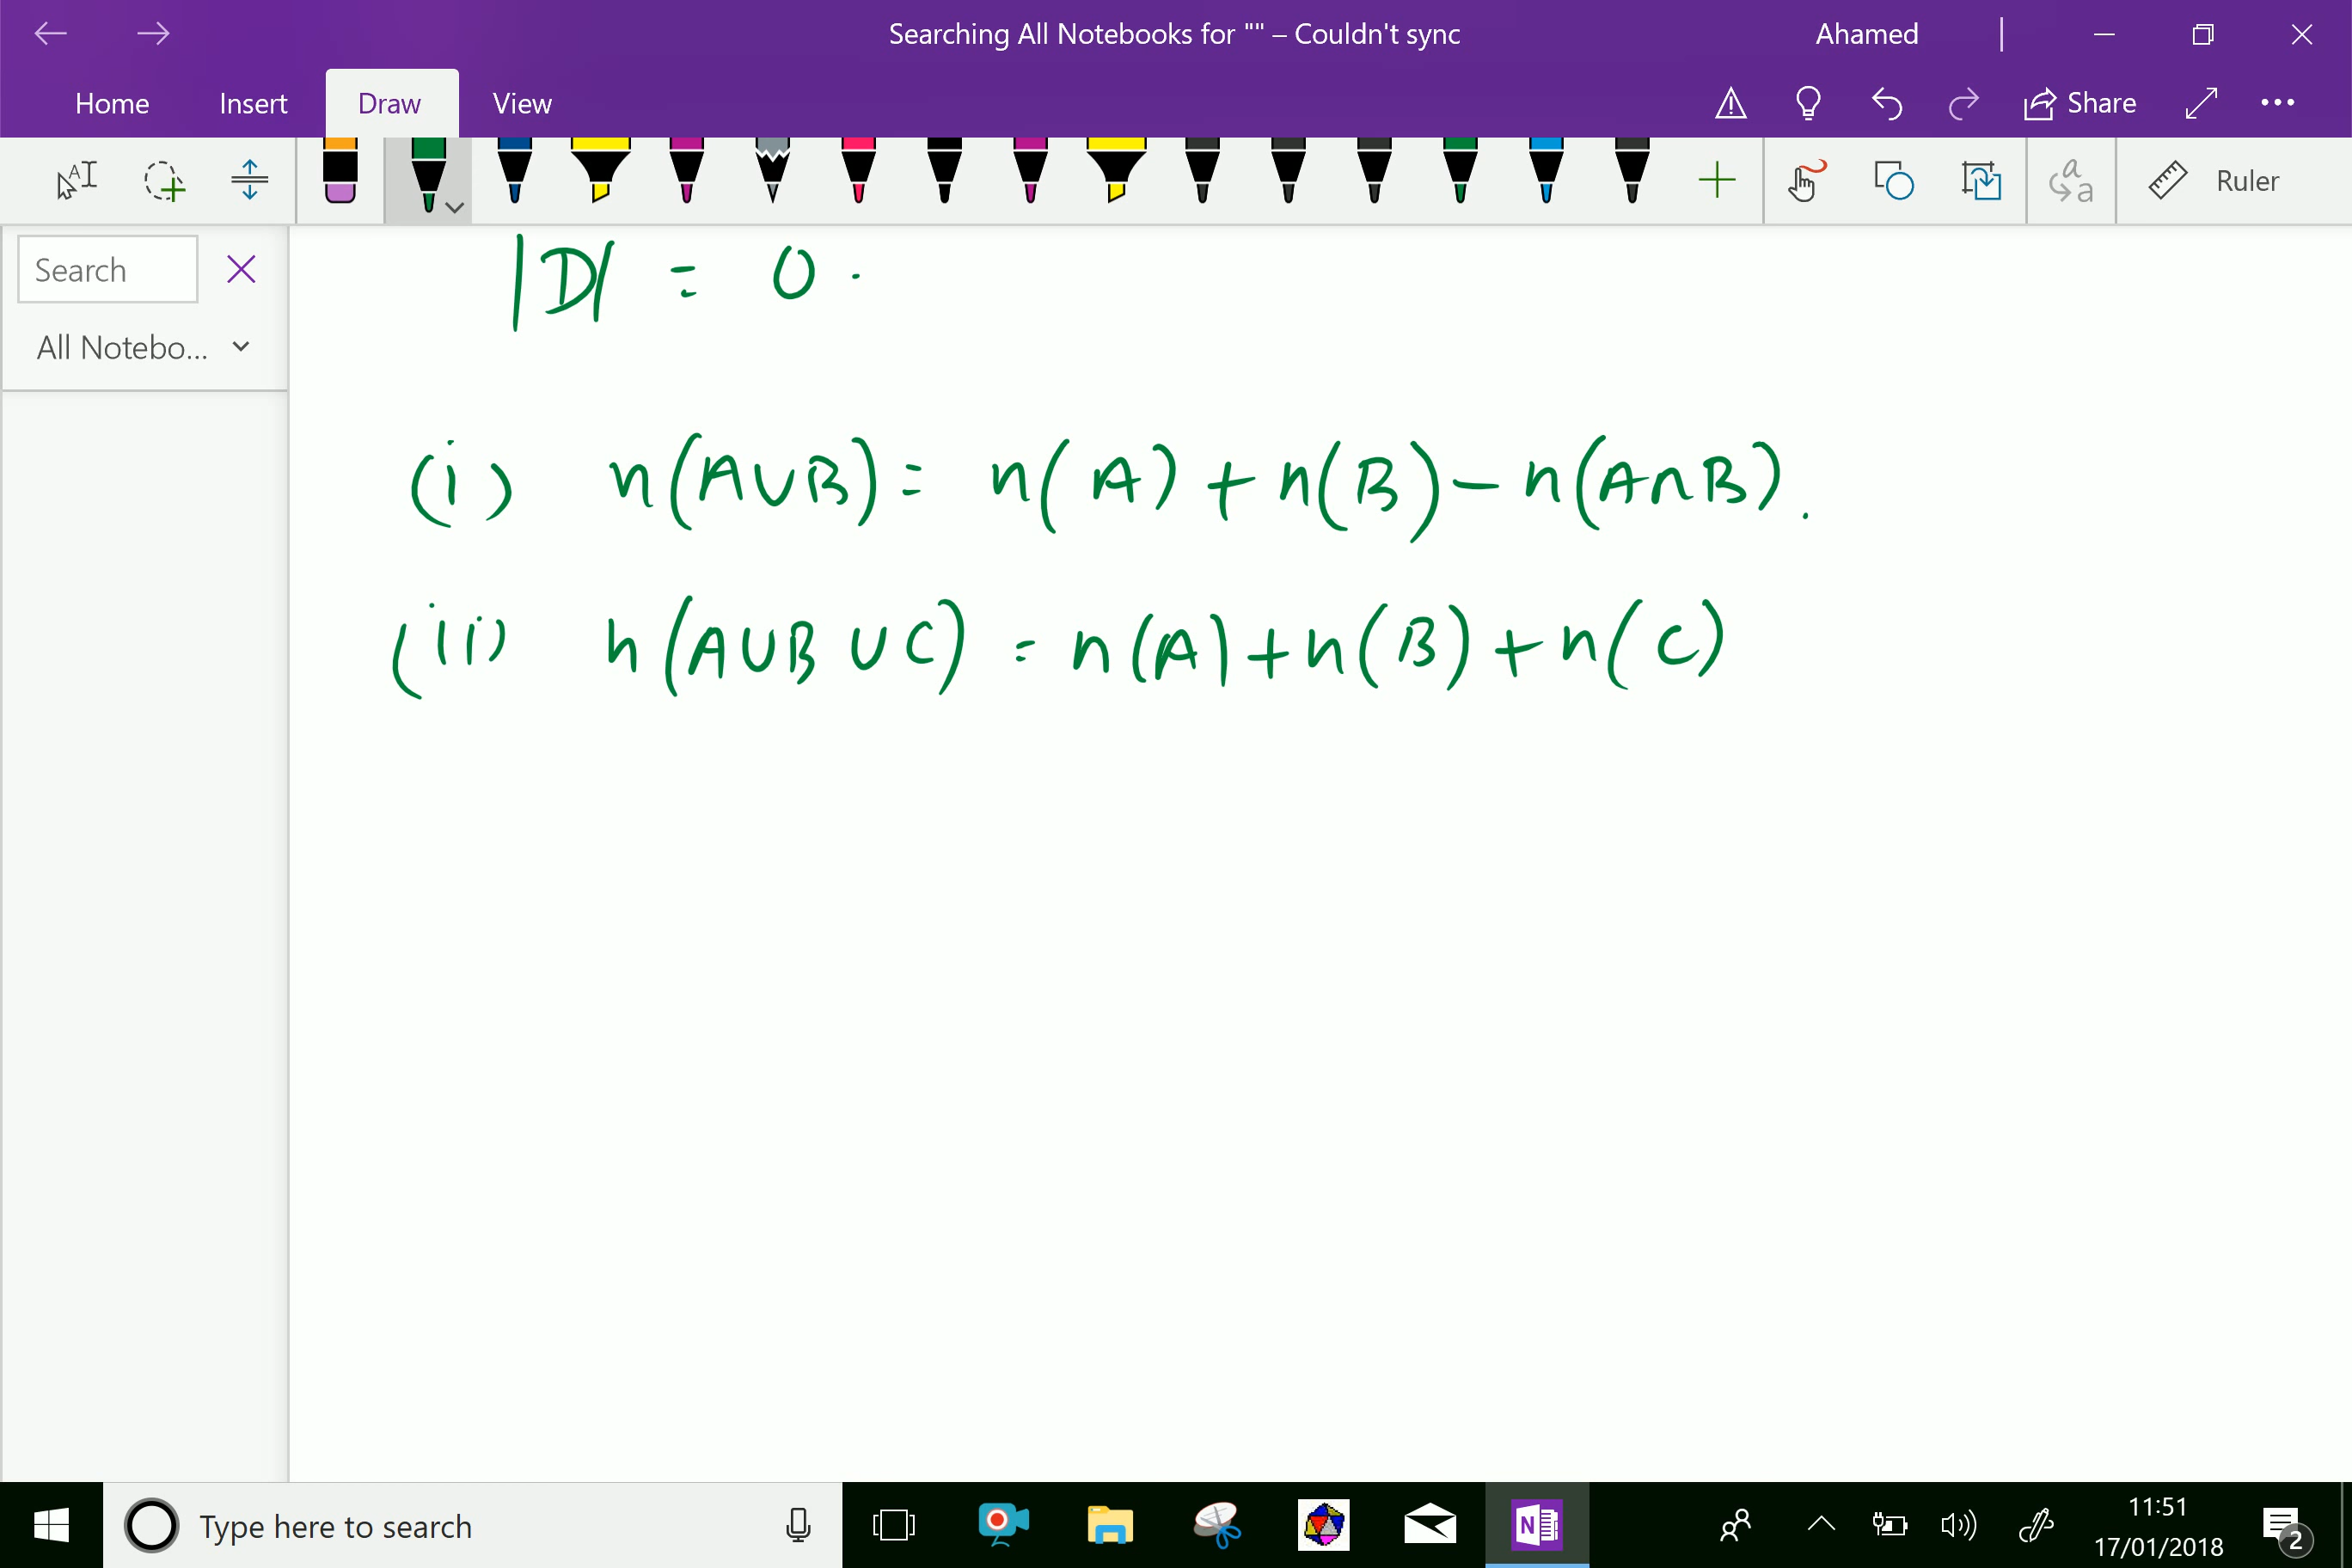 Searching All Notebooks for "" – Couldn't sync
Ahamed
Home Insert Draw View
Share
Ruler
Search
All Notebo...
|D| = 0 .
(i) n(A∪B) = n(A) + n(B) − n(A∩B).
(ii) n(A∪B∪C) = n(A) + n(B) + n(C)
Type here to search
11:51
17/01/2018
2